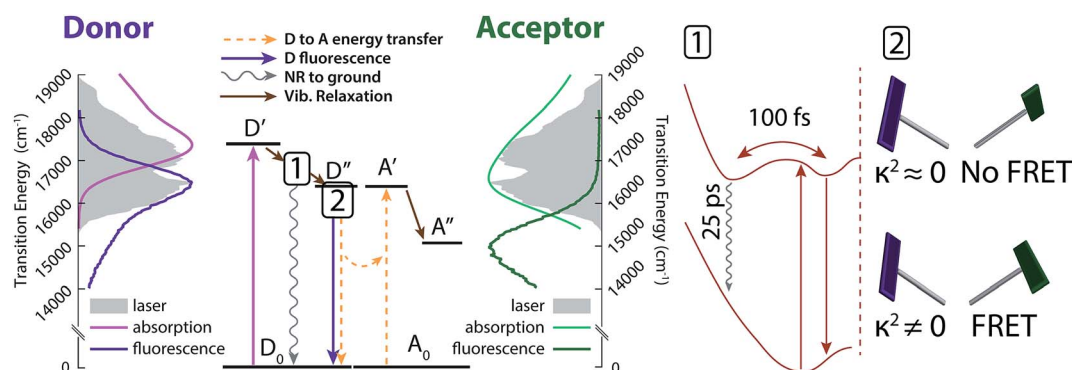 Donor
D to A energy transfer
D fluorescence
NR to ground
Vib. Relaxation
Acceptor
1
2
Transition Energy (cm⁻¹)
19000
18000
17000
16000
15000
14000
0
laser
absorption
fluorescence
D′
1
D″
2
A′
A″
D₀
A₀
laser
absorption
fluorescence
19000
18000
17000
16000
15000
14000
0
Transition Energy (cm⁻¹)
100 fs
25 ps
κ² ≈ 0 No FRET
κ² ≠ 0 FRET